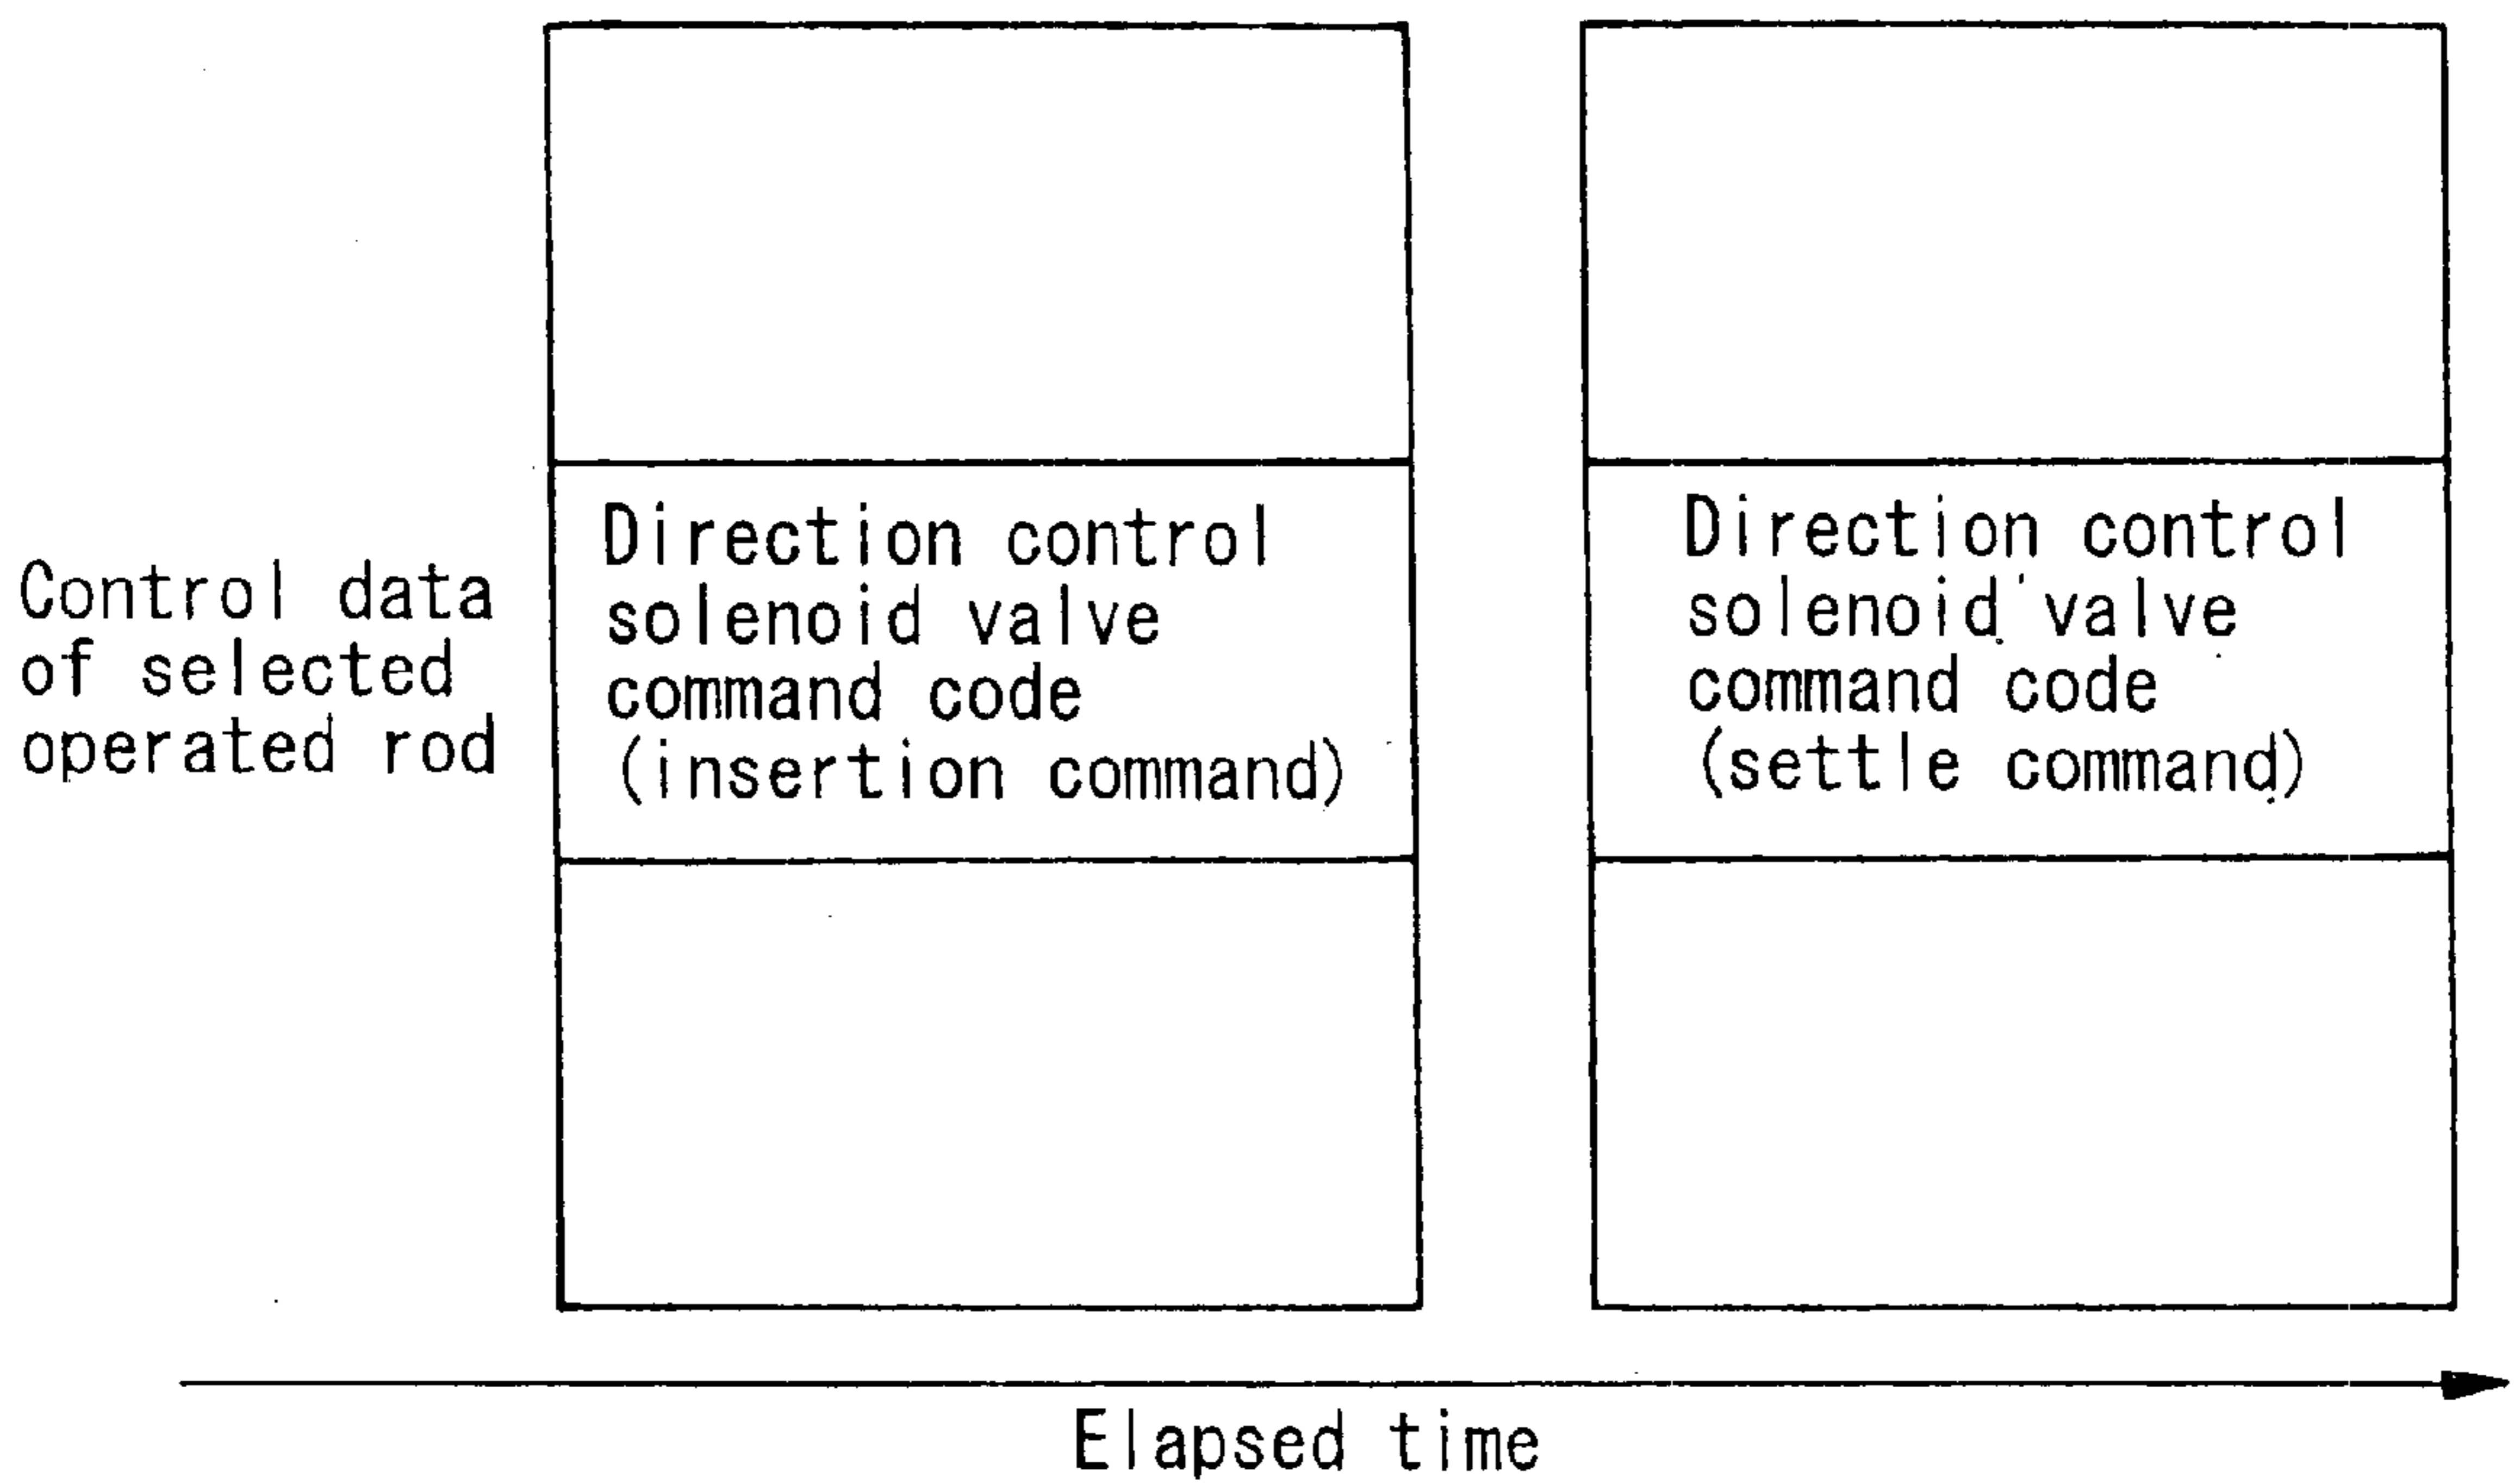 Control data
of selected
operated rod
Direction control
solenoid valve
command code
(insertion command)
Direction control
solenoid valve
command code
(settle command)
Elapsed time